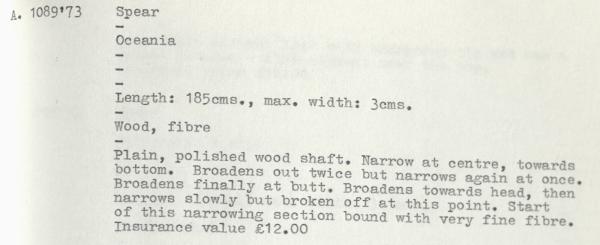 A. 1089'73 Spear
–
Oceania
–
–
–
Length: 185cms., max. width: 3cms.
–
Wood, fibre
–
Plain, polished wood shaft. Narrow at centre, towards
bottom. Broadens out twice but narrows again at once.
Broadens finally at butt. Broadens towards head, then
narrows slowly but broken off at this point. Start
of this narrowing section bound with very fine fibre.
Insurance value £12.00